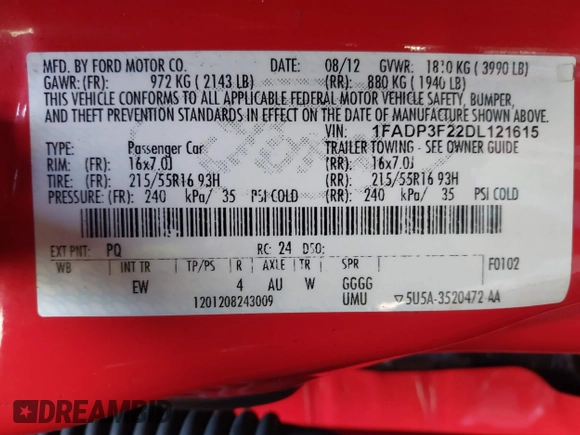 MFD. BY FORD MOTOR CO. DATE: 08/12 GVWR: 1810 KG ( 3990 LB)
GAWR: (FR): 972 KG ( 2143 LB) (RR): 880 KG ( 1940 LB)
THIS VEHICLE CONFORMS TO ALL APPLICABLE FEDERAL MOTOR VEHICLE SAFETY, BUMPER,
AND THEFT PREVENTION STANDARDS IN EFFECT ON THE DATE OF MANUFACTURE SHOWN ABOVE.
VIN: 1FADP3F22DL121615
TYPE: Passenger Car TRAILER TOWING - SEE OWNER GUIDE
RIM: (FR): 16x7.0J (RR): 16x7.0J
TIRE: (FR): 215/55R16 93H (RR): 215/55R16 93H
PRESSURE: (FR): 240 kPa/ 35 PSI COLD (RR): 240 kPa/ 35 PSI COLD
EXT PNT: PQ RC: 24 DSO: F0102
WB INT TR TP/PS R AXLE TR SPR
EW 4 AU W GGGG
1201208243009 UMU ▽5U5A-3520472 AA
DREAMBID